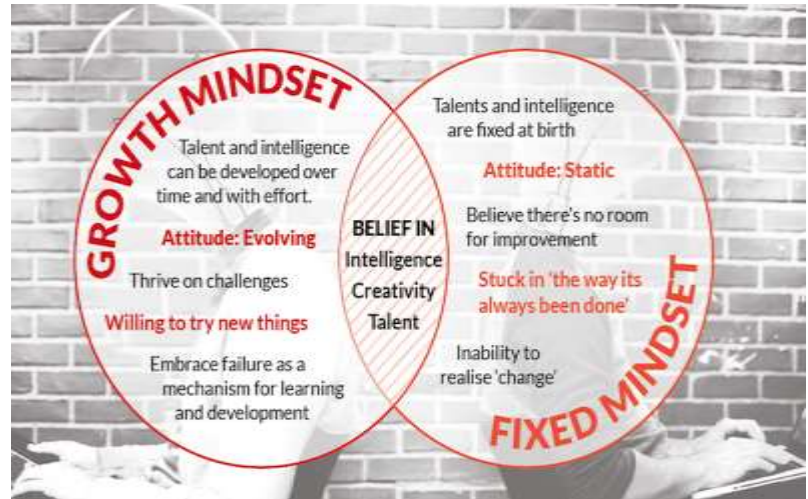 GROWTH MINDSET
Talent and intelligence
can be developed over
time and with effort.
Attitude: Evolving
Thrive on challenges
Willing to try new things
Embrace failure as a
mechanism for learning
and development
BELIEF IN
Intelligence
Creativity
Talent
Talents and intelligence
are fixed at birth
Attitude: Static
Believe there's no room
for improvement
Stuck in 'the way its
always been done'
Inability to
realise 'change'
FIXED MINDSET